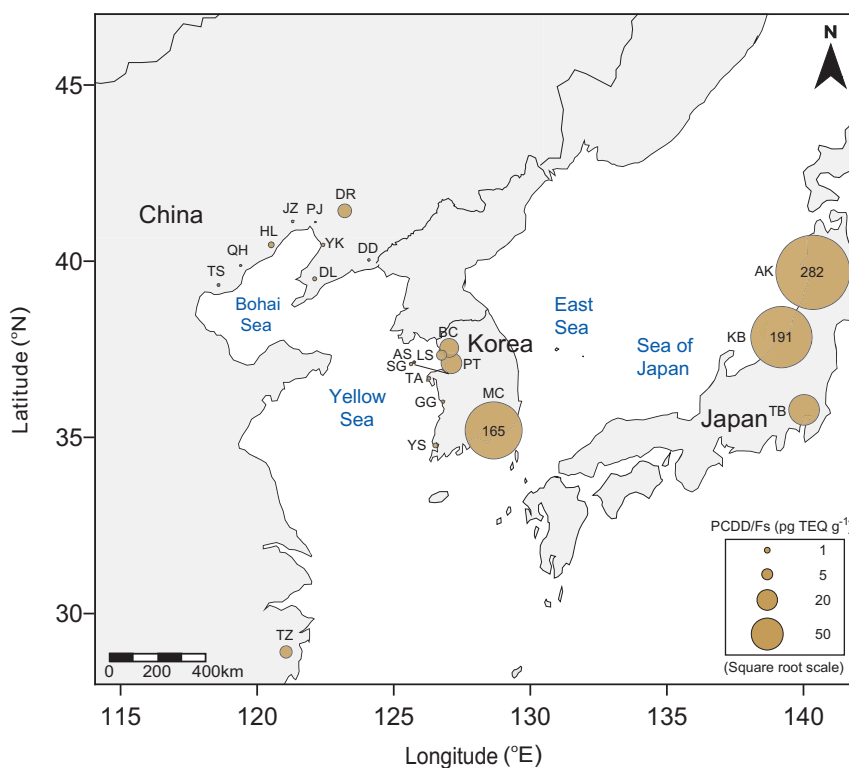 N
45
40
35
30
Latitude (°N)
China
DR
JZ
PJ
HL
YK
DD
QH
TS
DL
Bohai
Sea
AK
282
KB
191
East
Sea
Sea of
Japan
BC
Korea
AS
LS
SG
PT
TA
Yellow
Sea
GG
MC
165
YS
Japan
TB
PCDD/Fs (pg TEQ g-1)
1
5
20
50
(Square root scale)
TZ
0
200
400km
115
120
125
130
135
140
Longitude (°E)